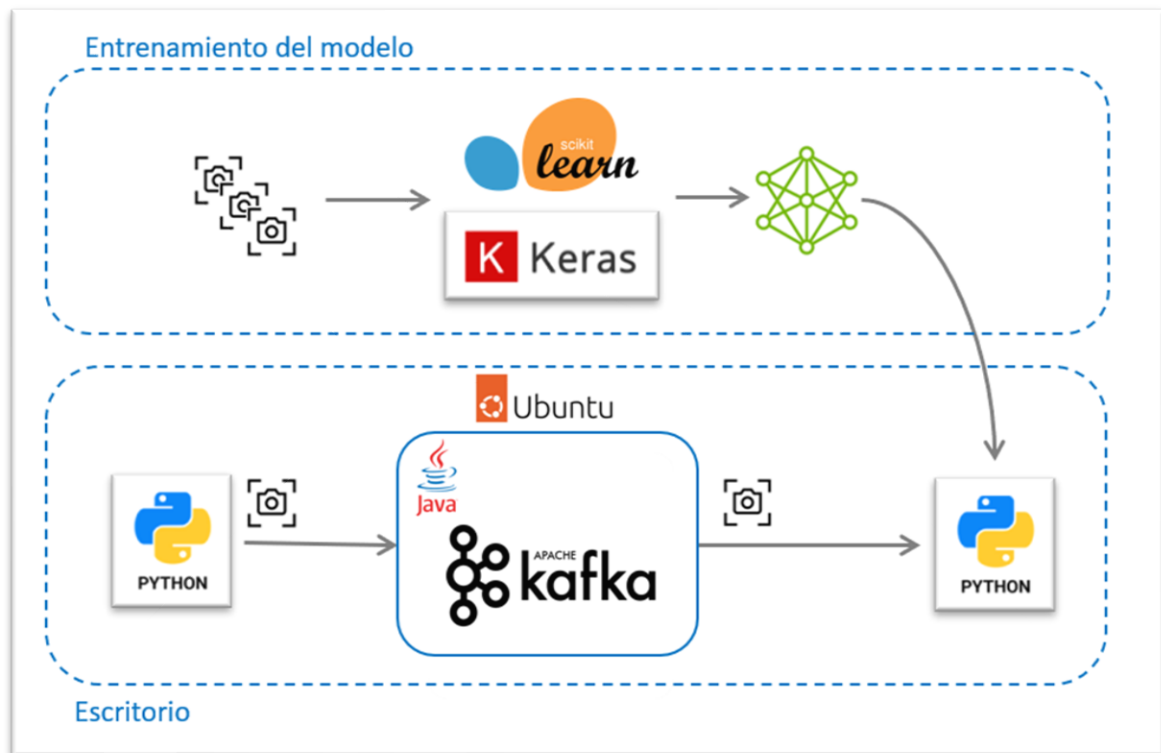 Entrenamiento del modelo
scikit
learn
K Keras
Ubuntu
Java
APACHE
kafka
PYTHON
PYTHON
Escritorio